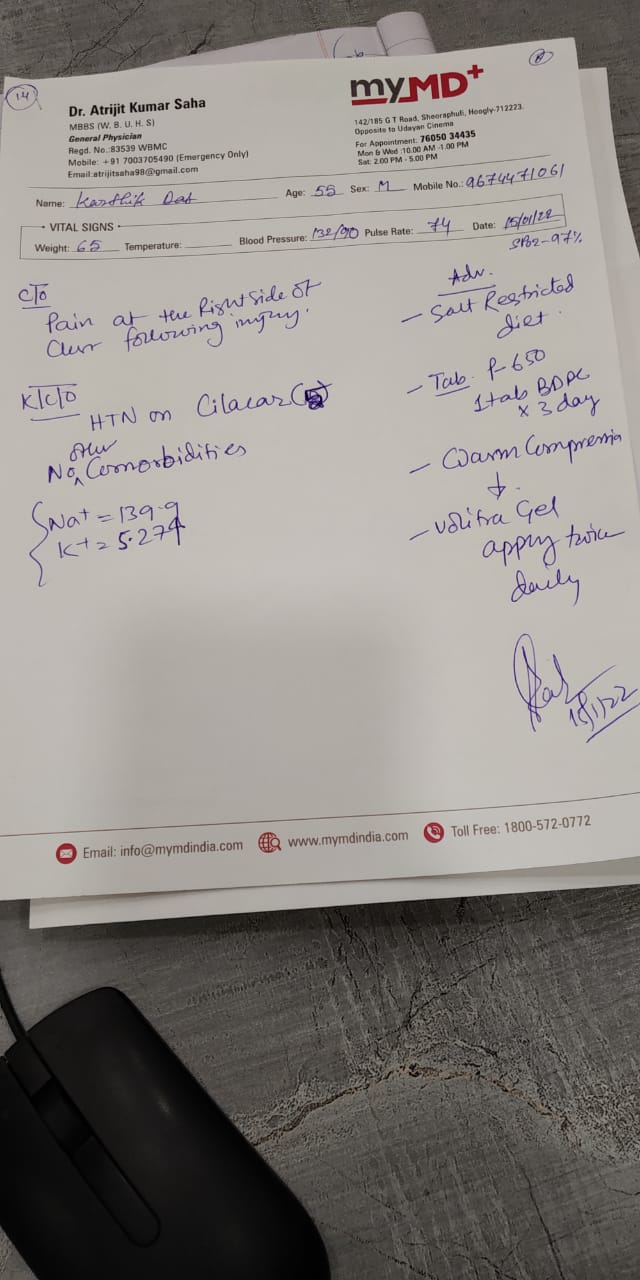 14
Dr. Atrijit Kumar Saha
MBBS (W. B. U. H. S)
General Physician
Regd. No.:83539 WBMC
Mobile: +91 7003705490 (Emergency Only)
Email:atrijitsaha98@gmail.com
myMD+
142/185 G T Road, Sheoraphuli, Hoogly-712223.
Opposite to Udayan Cinema
For Appointment: 76050 34435
Mon & Wed :10.00 AM -1.00 PM
Sat: 2.00 PM - 5.00 PM
Name: Karthik Das Age: 55 Sex: M Mobile No.: 9674471061
VITAL SIGNS
Weight: 65 Temperature: Blood Pressure: 132/90 Pulse Rate: 74 Date: 15/01/22
SPO2-97%
C/O
Pain at the Right side of
following injury.
K/C/O
HTN on Cilacar (5)
other
No Comorbidities
Na+ = 139.9
K+ = 5.274
Adv.
- Salt Restricted
diet.
- Tab. P-650
1 tab BDPC
x 3 day
- Warm Compression
↓
- Volitra Gel
apply twice
daily
15/1/22
Email: info@mymdindia.com www.mymdindia.com Toll Free: 1800-572-0772